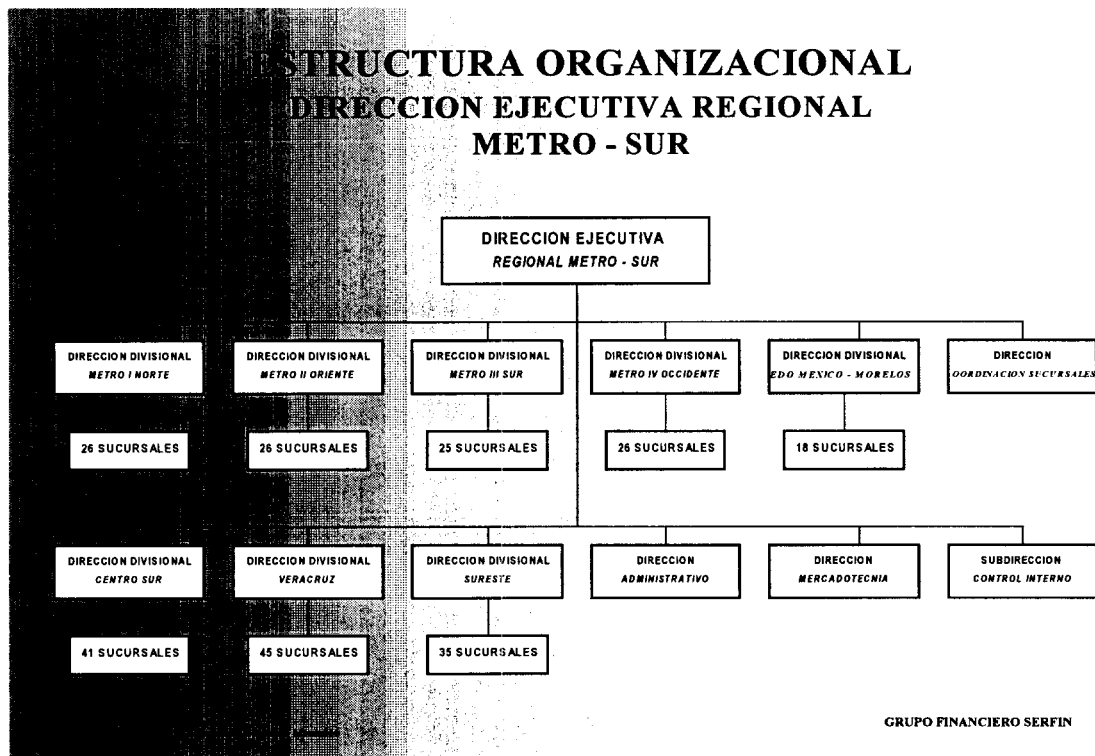 ESTRUCTURA ORGANIZACIONAL
DIRECCION EJECUTIVA REGIONAL
METRO - SUR
DIRECCION EJECUTIVA
REGIONAL METRO - SUR
DIRECCION DIVISIONAL
METRO I NORTE
DIRECCION DIVISIONAL
METRO II ORIENTE
DIRECCION DIVISIONAL
METRO III SUR
DIRECCION DIVISIONAL
METRO IV OCCIDENTE
DIRECCION DIVISIONAL
EDO MEXICO - MORELOS
DIRECCION
OORDINACION SUCURSALES
26 SUCURSALES
26 SUCURSALES
25 SUCURSALES
26 SUCURSALES
18 SUCURSALES
DIRECCION DIVISIONAL
CENTRO SUR
DIRECCION DIVISIONAL
VERACRUZ
DIRECCION DIVISIONAL
SURESTE
DIRECCION
ADMINISTRATIVO
DIRECCION
MERCADOTECNIA
SUBDIRECCION
CONTROL INTERNO
41 SUCURSALES
45 SUCURSALES
35 SUCURSALES
GRUPO FINANCIERO SERFIN